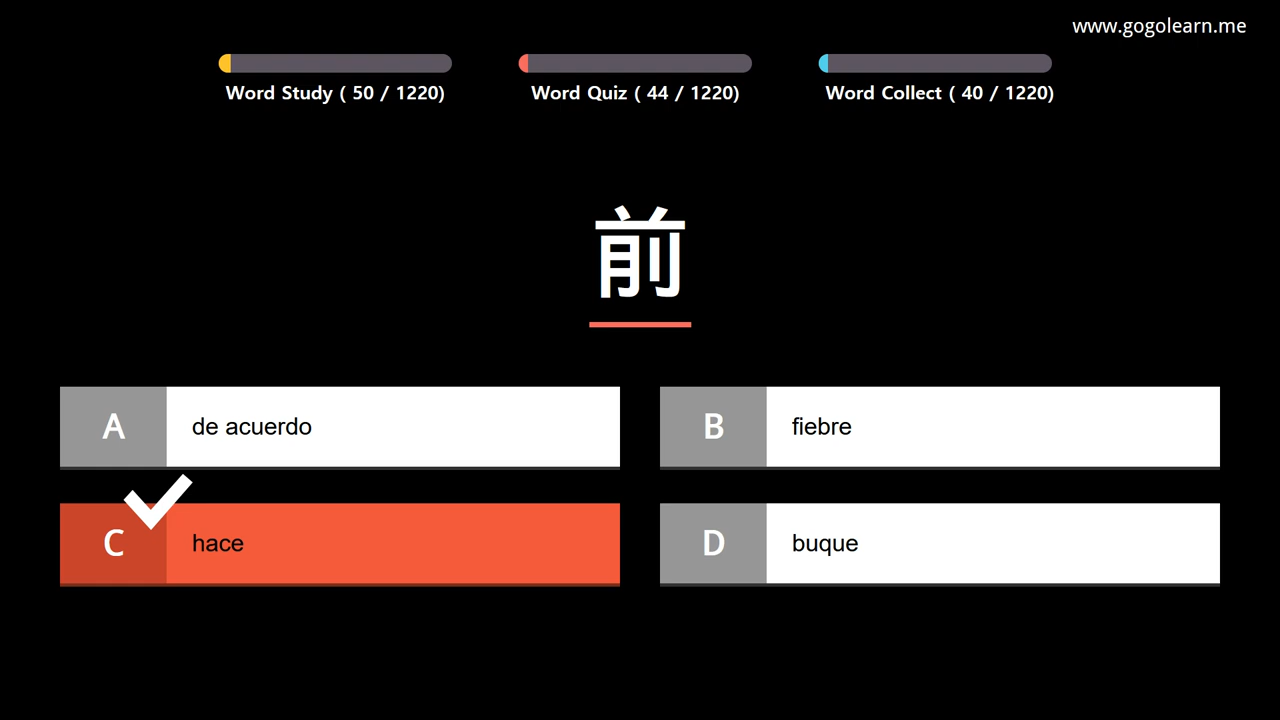 www.gogolearn.me
Word Study ( 50 / 1220)
Word Quiz ( 44 / 1220)
Word Collect ( 40 / 1220)
前
A de acuerdo
B fiebre
C hace
D buque